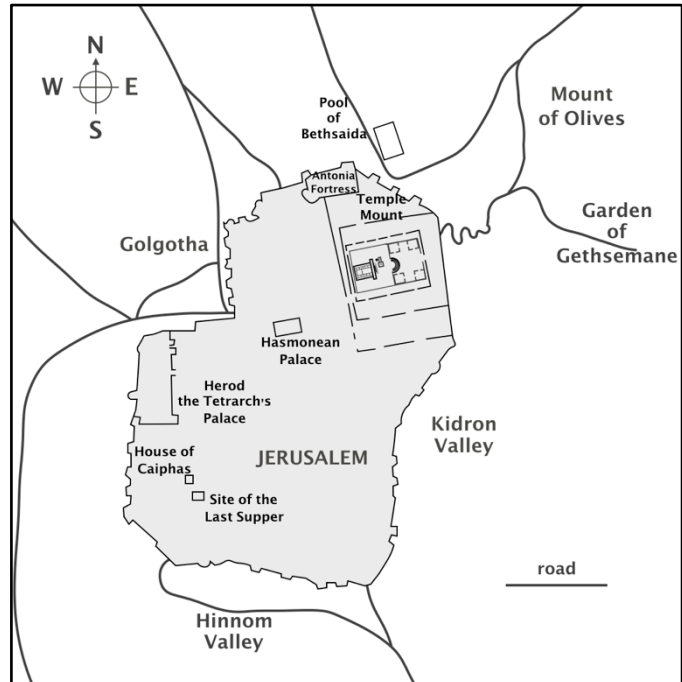 N
W
E
S
Pool
of
Bethsaida
Mount
of Olives
Antonia
Fortress
Temple
Mount
Garden
of
Gethsemane
Golgotha
Hasmonean
Palace
Herod
the Tetrarch's
Palace
Kidron
Valley
House of
Caiphas
JERUSALEM
Site of the
Last Supper
road
Hinnom
Valley